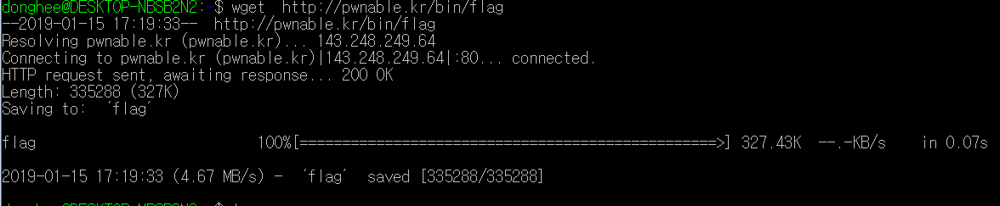 donghee@DESKTOP-NBSB2N2:~$ wget  http://pwnable.kr/bin/flag
--2019-01-15 17:19:33--  http://pwnable.kr/bin/flag
Resolving pwnable.kr (pwnable.kr)... 143.248.249.64
Connecting to pwnable.kr (pwnable.kr)|143.248.249.64|:80... connected.
HTTP request sent, awaiting response... 200 OK
Length: 335288 (327K)
Saving to: ‘flag’
flag 100%[==================================================>] 327.43K --.-KB/s in 0.07s
2019-01-15 17:19:33 (4.67 MB/s) - ‘flag’ saved [335288/335288]